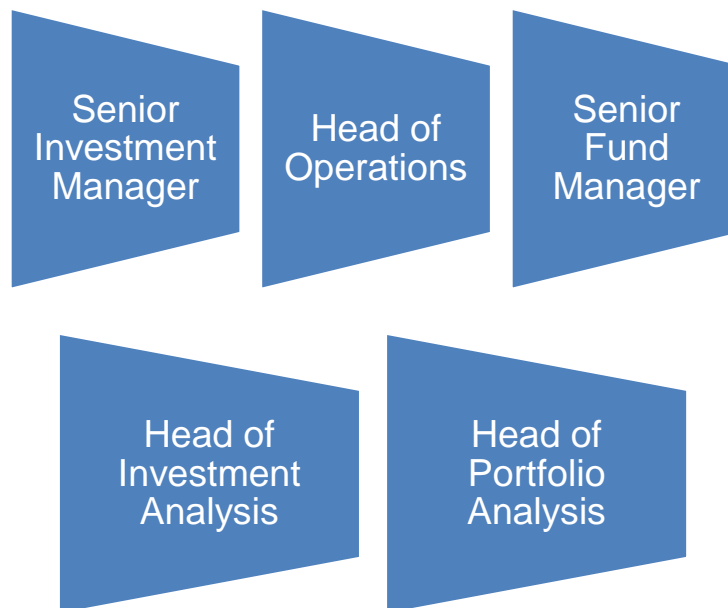 Senior
Investment
Manager
Head of
Operations
Senior
Fund
Manager
Head of
Investment
Analysis
Head of
Portfolio
Analysis